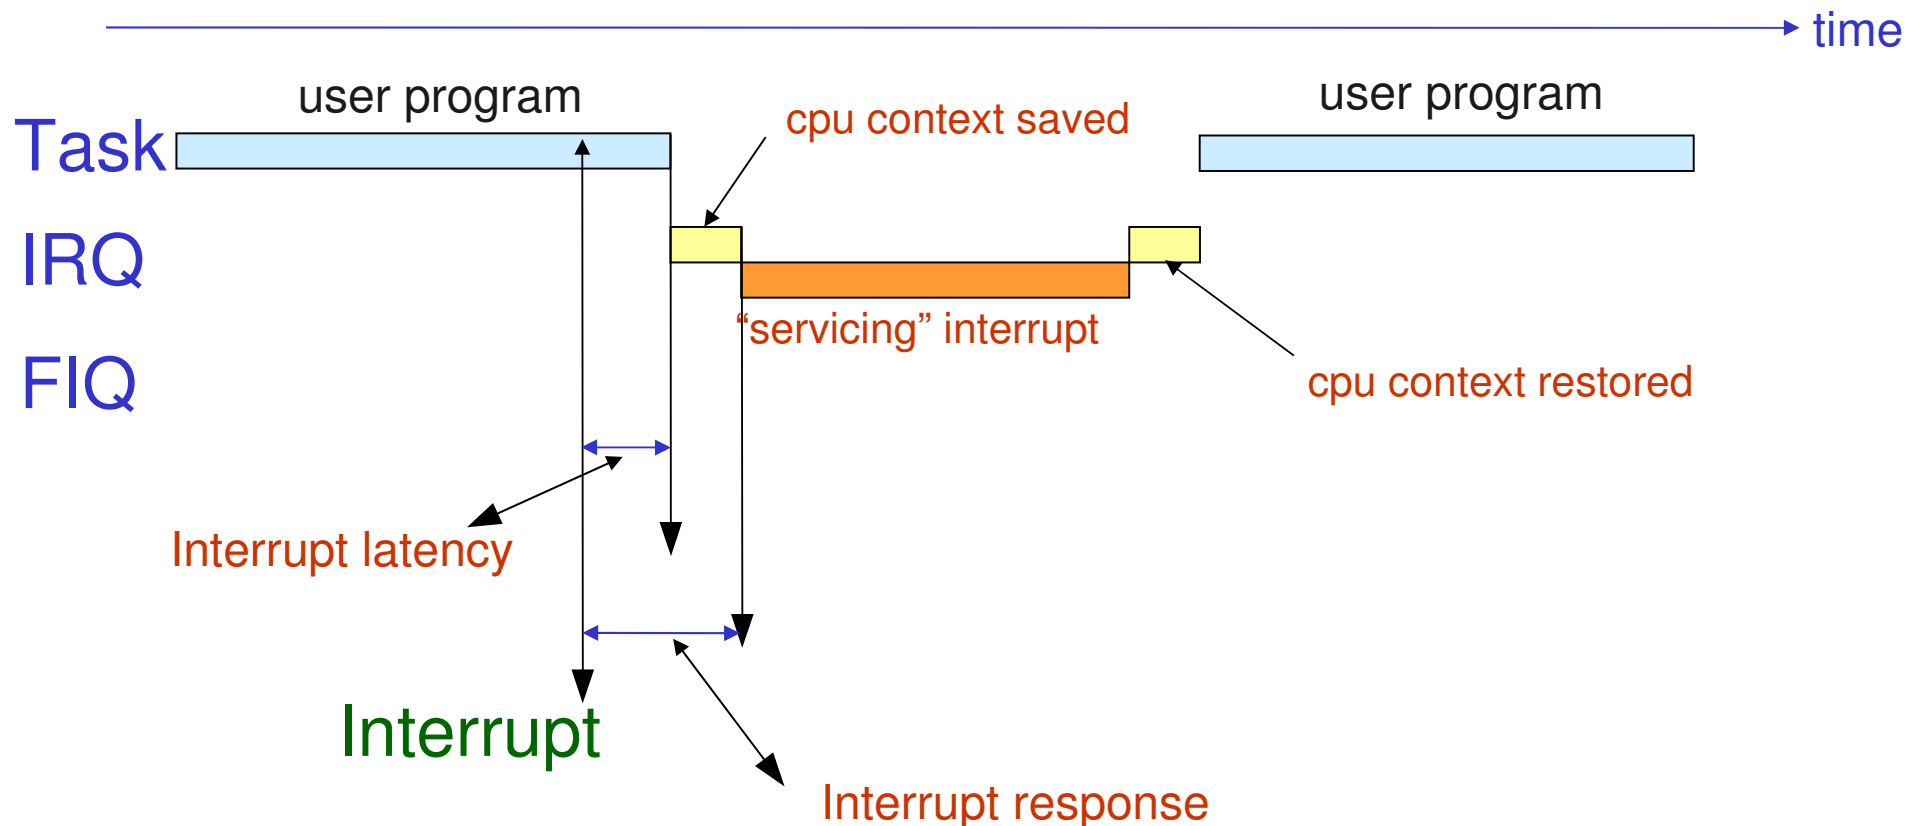 time
user program
user program
cpu context saved
Task
IRQ
“servicing” interrupt
FIQ
cpu context restored
Interrupt latency
Interrupt
Interrupt response